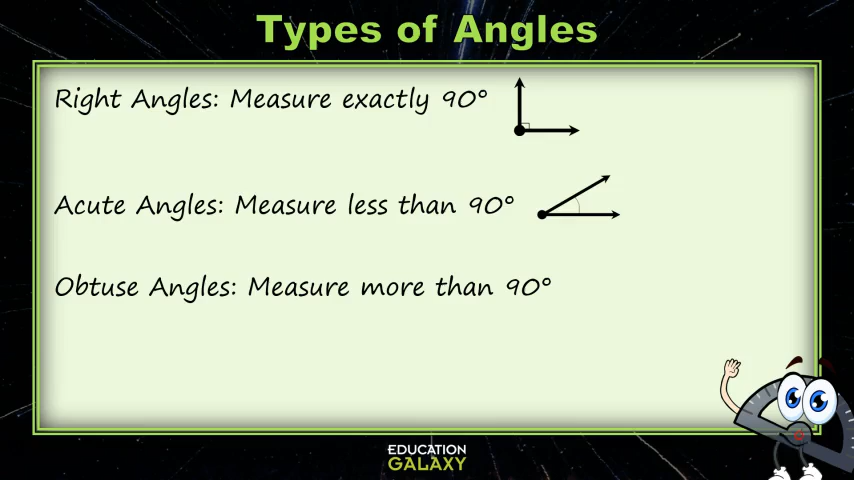 Types of Angles
Right Angles: Measure exactly 90°
Acute Angles: Measure less than 90°
Obtuse Angles: Measure more than 90°
EDUCATION
GALAXY